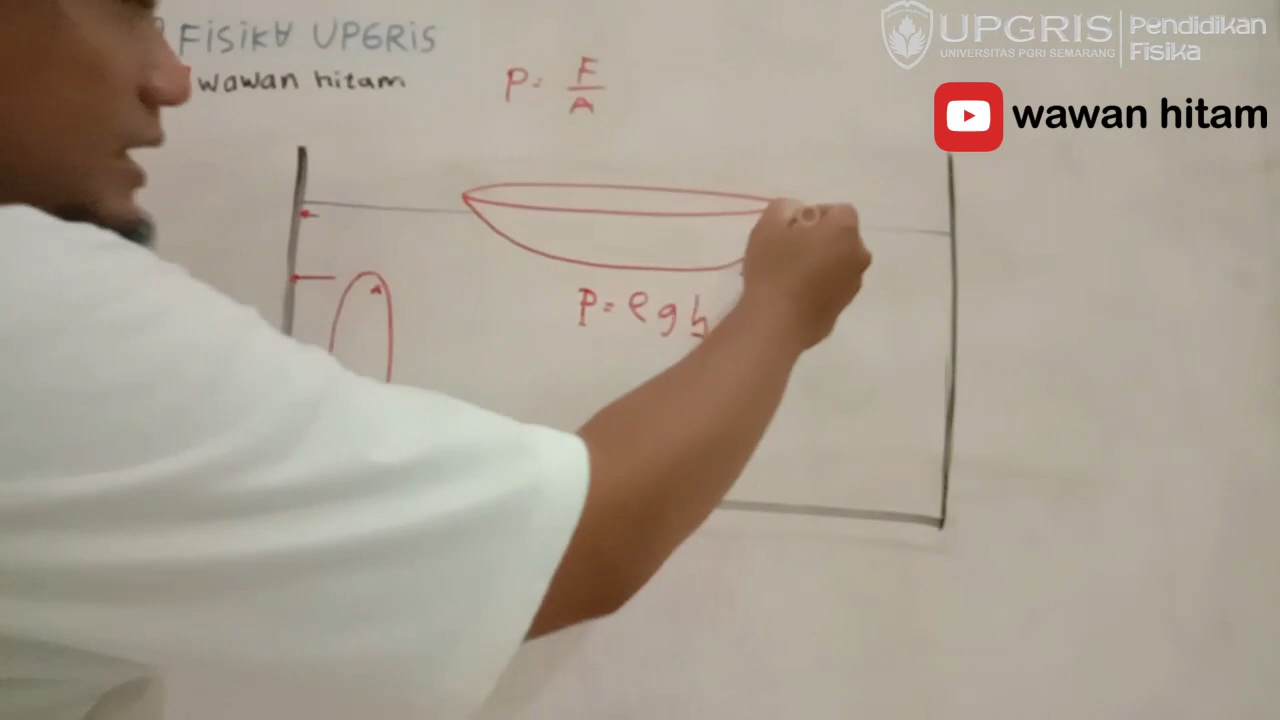 FISIKA UPGRIS
wawan hitam
P = F/A
P = ρgh
A
UPGRIS
UNIVERSITAS PGRI SEMARANG
Pendidikan
Fisika
wawan hitam